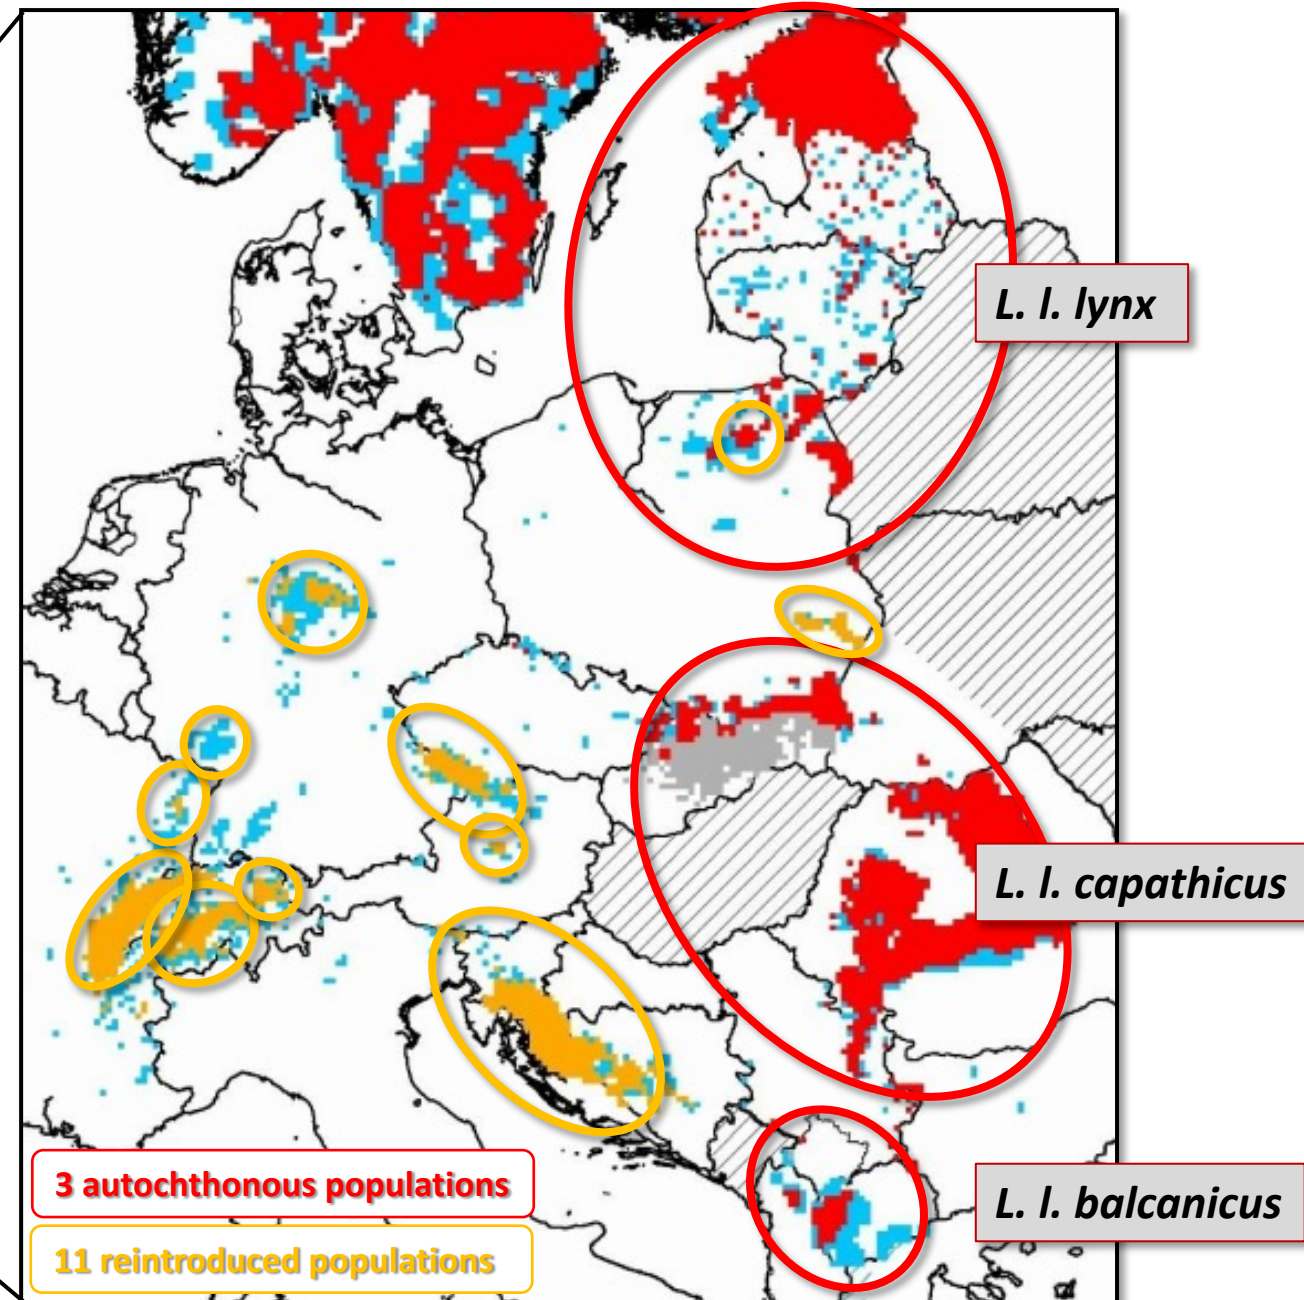 L. l. lynx
L. l. capathicus
3 autochthonous populations
L. l. balcanicus
11 reintroduced populations